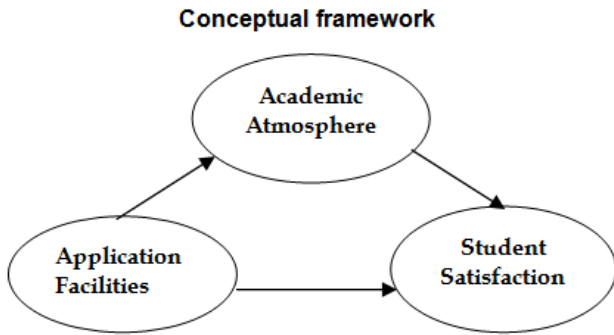 Conceptual framework
Academic
Atmosphere
Application
Facilities
Student
Satisfaction